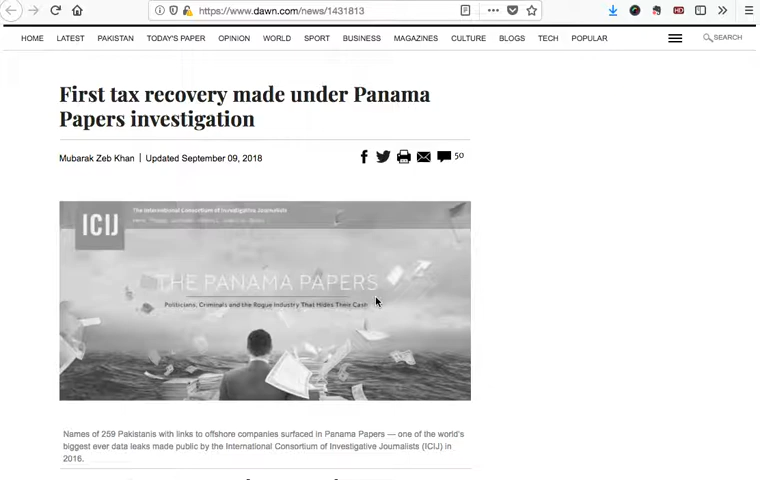 https://www.dawn.com/news/1431813
HOME LATEST PAKISTAN TODAY'S PAPER OPINION WORLD SPORT BUSINESS MAGAZINES CULTURE BLOGS TECH POPULAR SEARCH
First tax recovery made under Panama
Papers investigation
Mubarak Zeb Khan | Updated September 09, 2018
50
ICIJ
The International Consortium of Investigative Journalists
THE PANAMA PAPERS
Politicians, Criminals and the Rogue Industry That Hides Their Cash
Names of 259 Pakistanis with links to offshore companies surfaced in Panama Papers — one of the world's
biggest ever data leaks made public by the International Consortium of Investigative Journalists (ICIJ) in
2016.